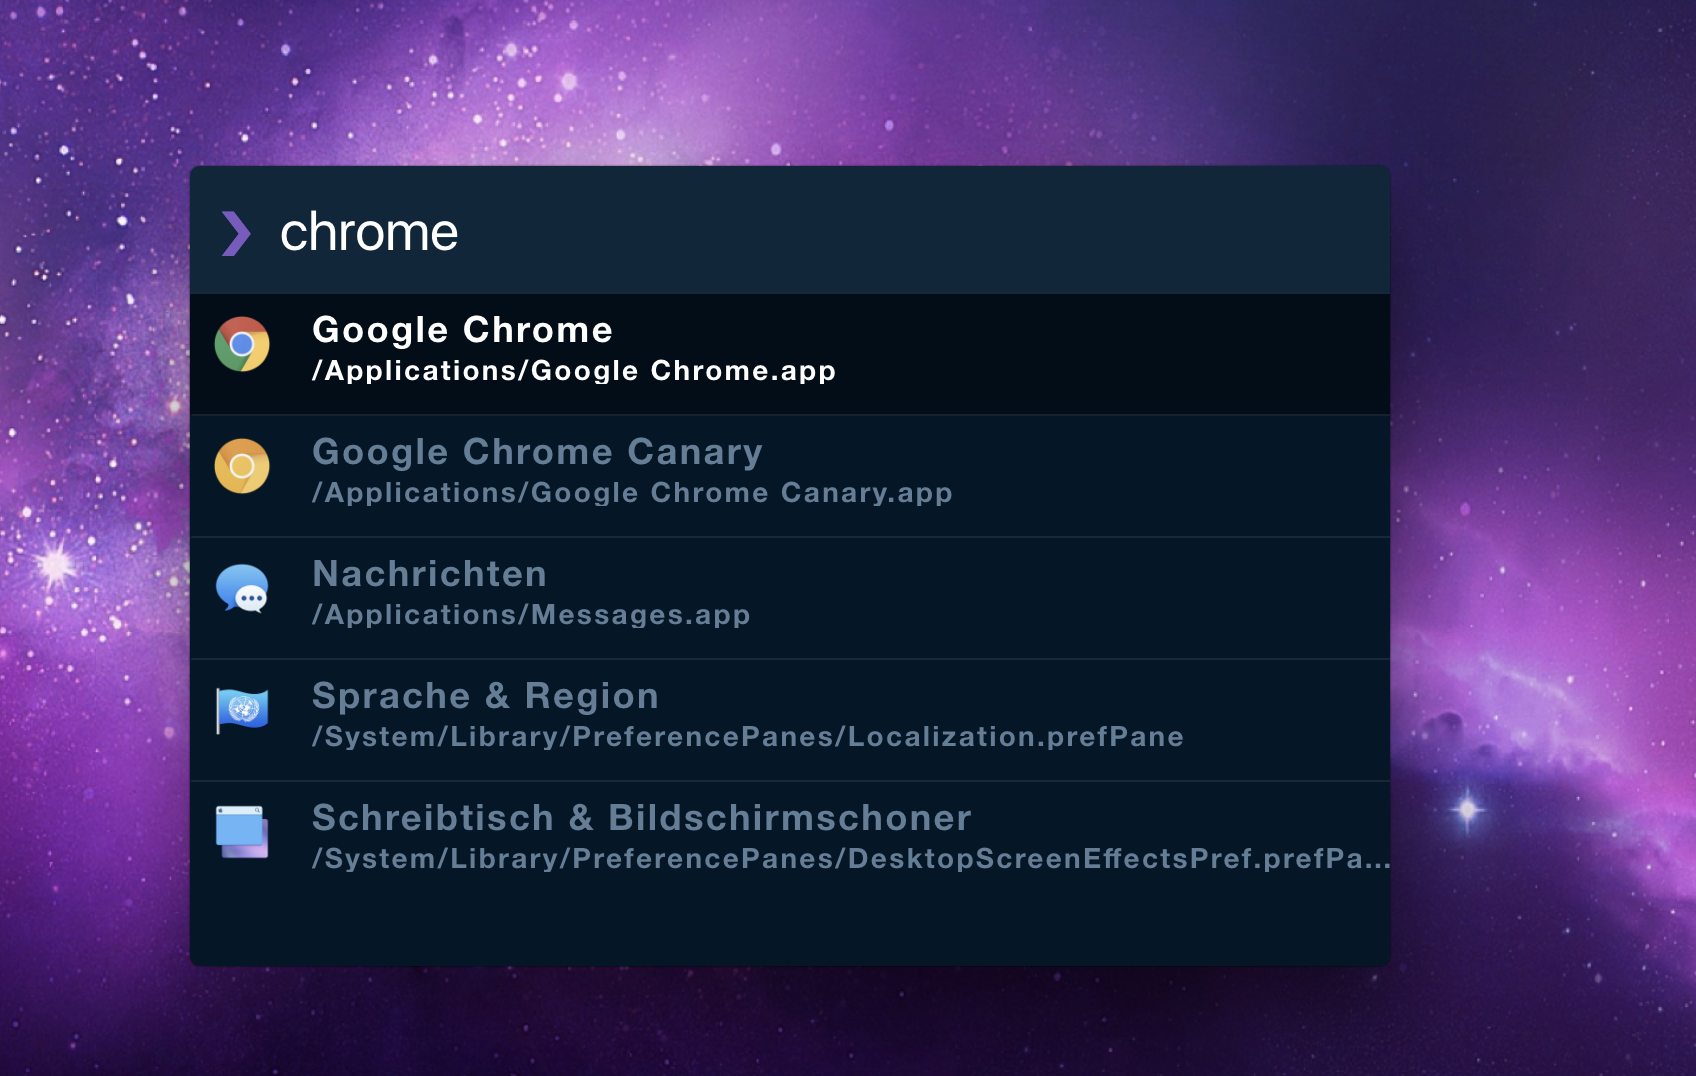 ❯ chrome
Google Chrome
/Applications/Google Chrome.app
Google Chrome Canary
/Applications/Google Chrome Canary.app
Nachrichten
/Applications/Messages.app
Sprache & Region
/System/Library/PreferencePanes/Localization.prefPane
Schreibtisch & Bildschirmschoner
/System/Library/PreferencePanes/DesktopScreenEffectsPref.prefPa...